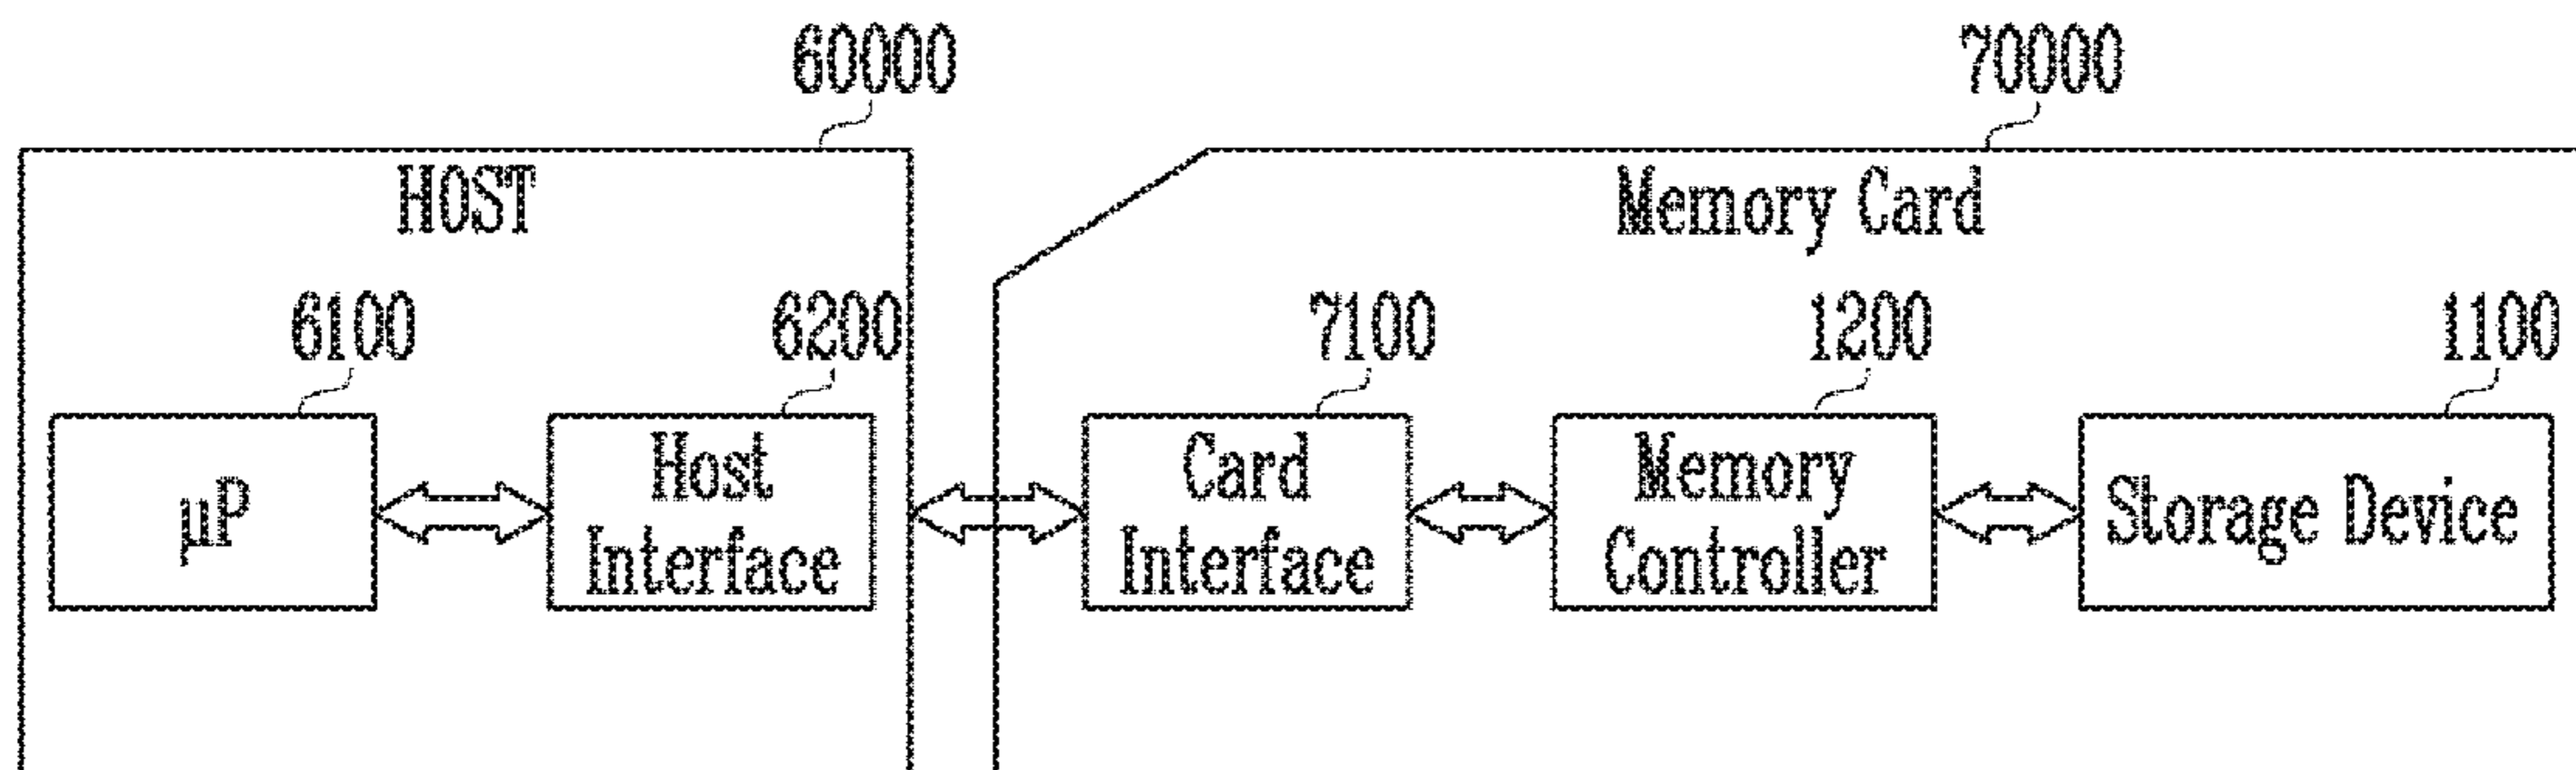 60000
70000
HOST
Memory Card
6100
6200
7100
1200
1100
µP
Host
Interface
Card
Interface
Memory
Controller
Storage Device